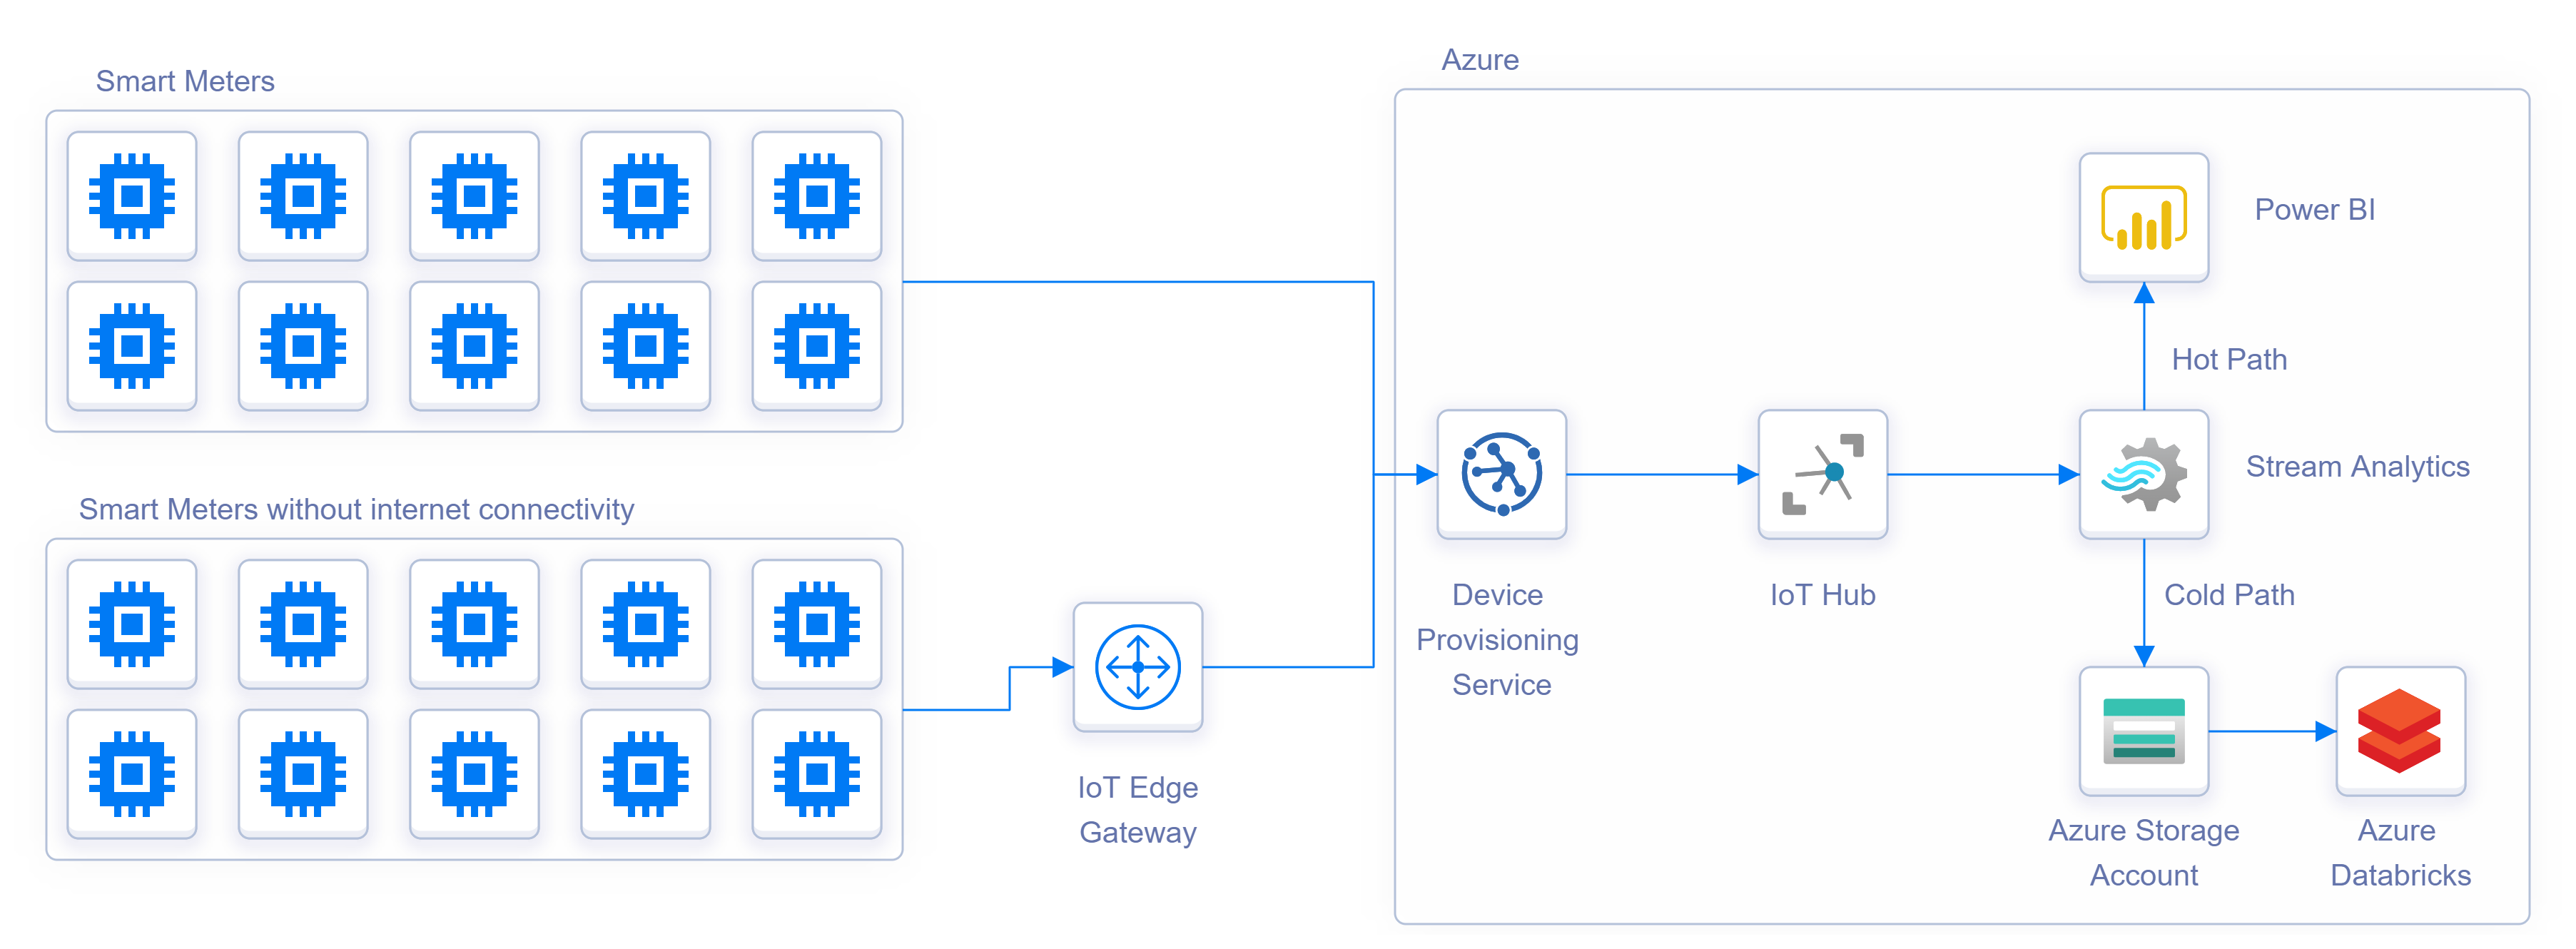 Smart Meters
Azure
Power BI
Hot Path
Stream Analytics
Smart Meters without internet connectivity
Device
Provisioning
Service
IoT Hub
Cold Path
IoT Edge
Gateway
Azure Storage
Account
Azure
Databricks